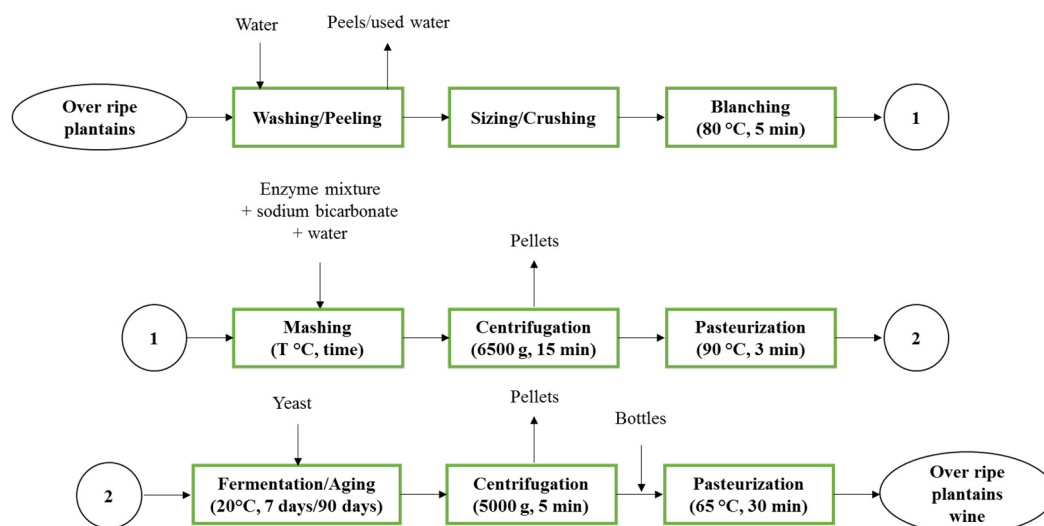 Water
Peels/used water
Over ripe
plantains
Washing/Peeling
Sizing/Crushing
Blanching
(80 °C, 5 min)
1
Enzyme mixture
+ sodium bicarbonate
+ water
Pellets
1
Mashing
(T °C, time)
Centrifugation
(6500 g, 15 min)
Pasteurization
(90 °C, 3 min)
2
Yeast
Pellets
Bottles
2
Fermentation/Aging
(20°C, 7 days/90 days)
Centrifugation
(5000 g, 5 min)
Pasteurization
(65 °C, 30 min)
Over ripe
plantains
wine